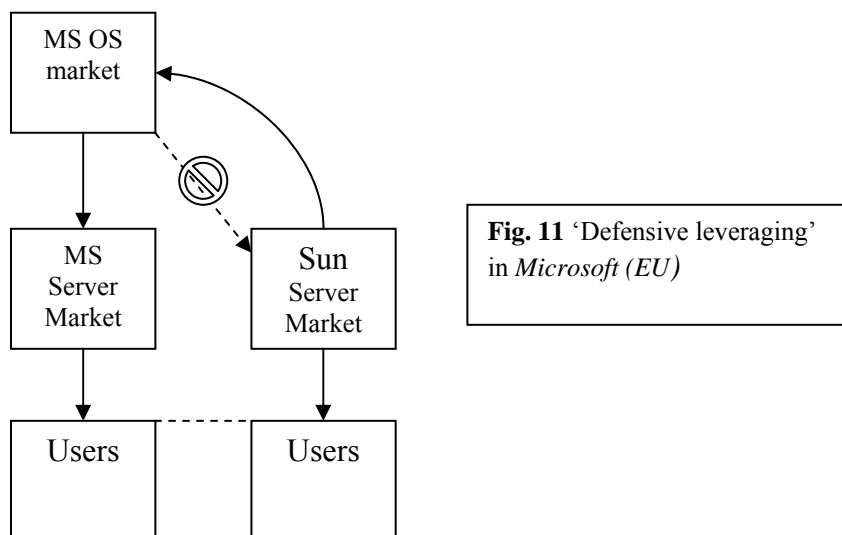 MS OS
market
MS
Server
Market
Sun
Server
Market
Fig. 11 ‘Defensive leveraging’
in Microsoft (EU)
Users
Users